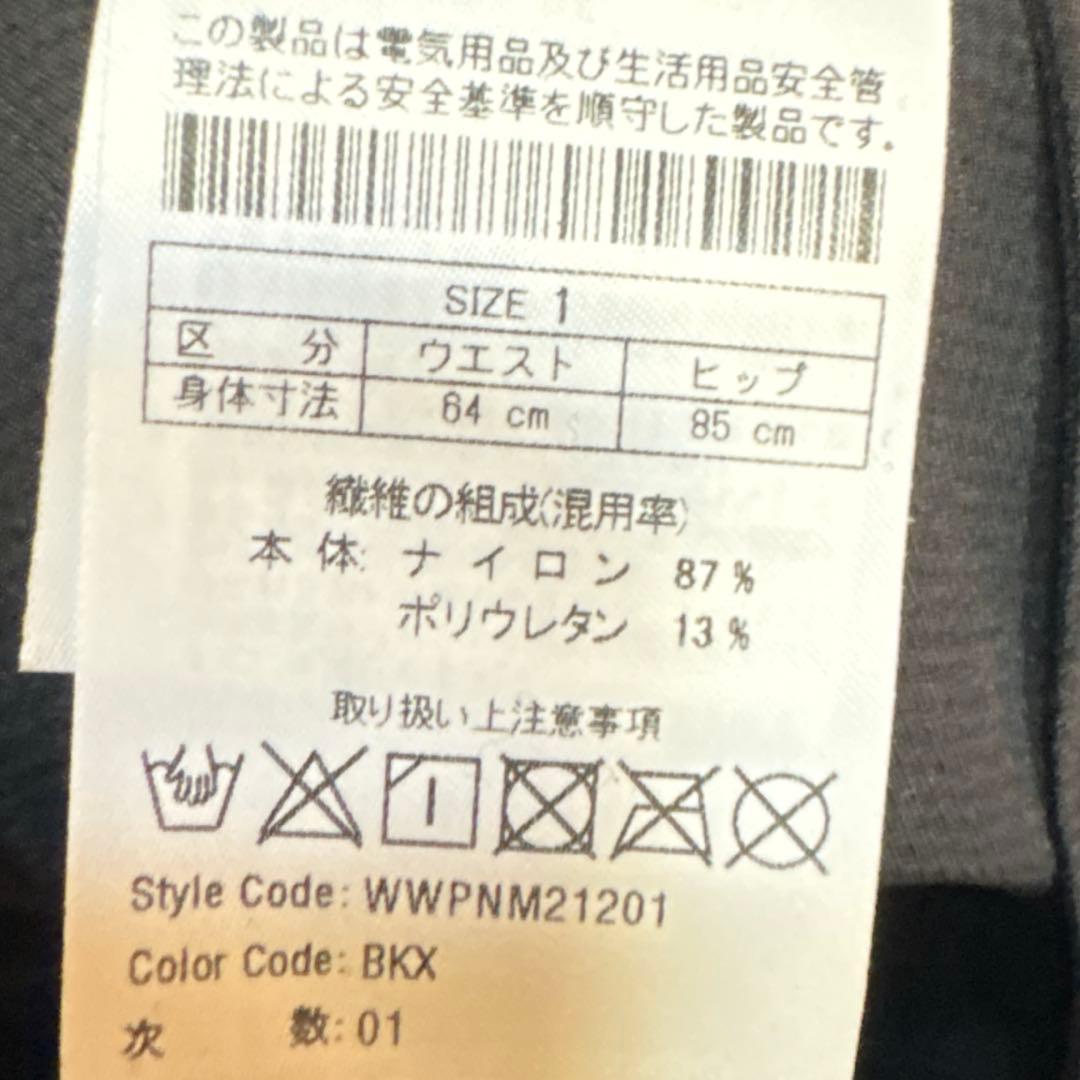 この製品は電気用品及び生活用品安全管
理法による安全基準を順守した製品です。
SIZE 1
区 分 ウエスト ヒップ
身体寸法 64 cm 85 cm
繊維の組成(混用率)
本 体: ナイロン 87 %
ポリウレタン 13 %
取り扱い上注意事項
Style Code: WWPNM21201
Color Code: BKX
次 数: 01